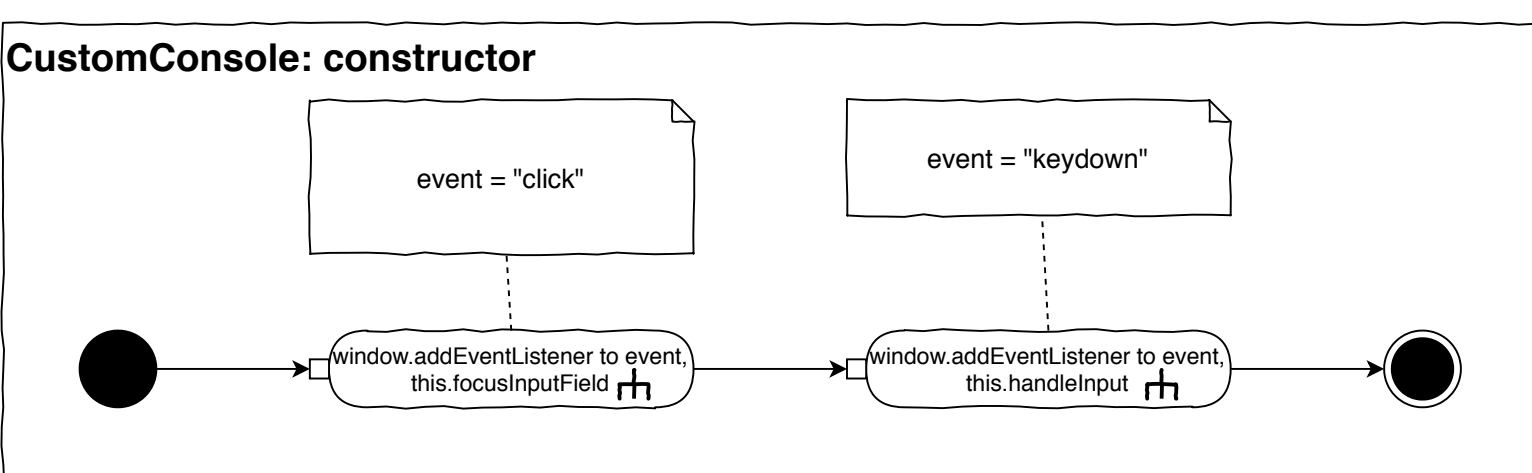 CustomConsole: constructor
event = "click"
event = "keydown"
window.addEventListener to event,
this.focusInputField
window.addEventListener to event,
this.handleInput